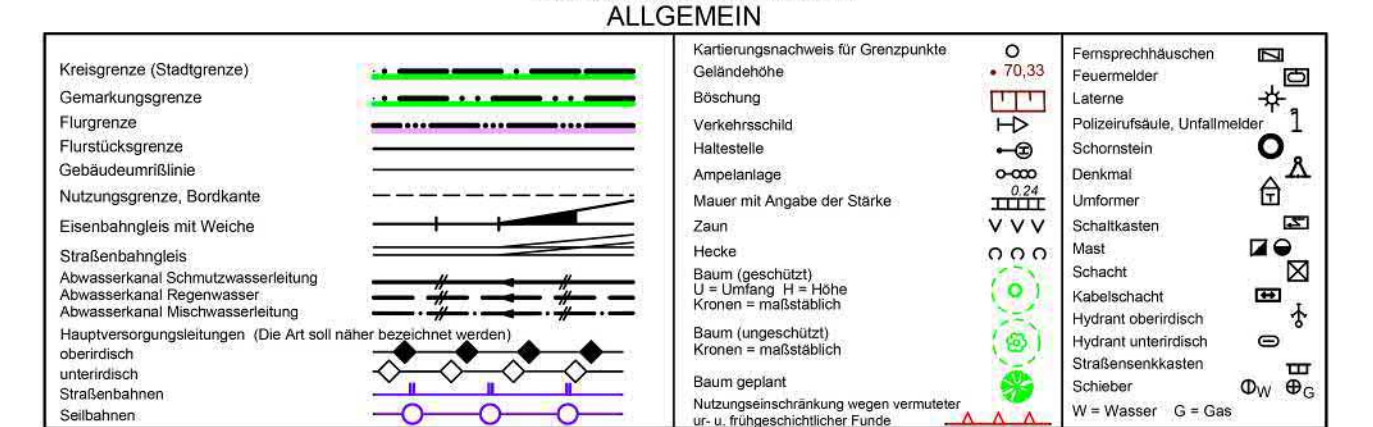 ALLGEMEIN
Kreisgrenze (Stadtgrenze)
Gemarkungsgrenze
Flurgrenze
Flurstücksgrenze
Gebäudeumrißlinie
Nutzungsgrenze, Bordkante
Eisenbahngleis mit Weiche
Straßenbahngleis
Abwasserkanal Schmutzwasserleitung
Abwasserkanal Regenwasser
Abwasserkanal Mischwasserleitung
Hauptversorgungsleitungen (Die Art soll näher bezeichnet werden)
oberirdisch
unterirdisch
Straßenbahnen
Seilbahnen
Kartierungsnachweis für Grenzpunkte
Geländehöhe 70,33
Böschung
Verkehrsschild
Haltestelle H
Ampelanlage
Mauer mit Angabe der Stärke 0.24
Zaun
Hecke
Baum (geschützt)
U = Umfang H = Höhe
Kronen = maßstäblich
Baum (ungeschützt)
Kronen = maßstäblich
Baum geplant
Nutzungseinschränkung wegen vermuteter
ur- u. frühgeschichtlicher Funde
Fernsprechhäuschen
Feuermelder
Laterne
Polizeirufsäule, Unfallmelder
Schornstein
Denkmal
Umformer T
Schaltkasten
Mast
Schacht
Kabelschacht
Hydrant oberirdisch
Hydrant unterirdisch
Straßensenkkasten
Schieber W G
W = Wasser G = Gas